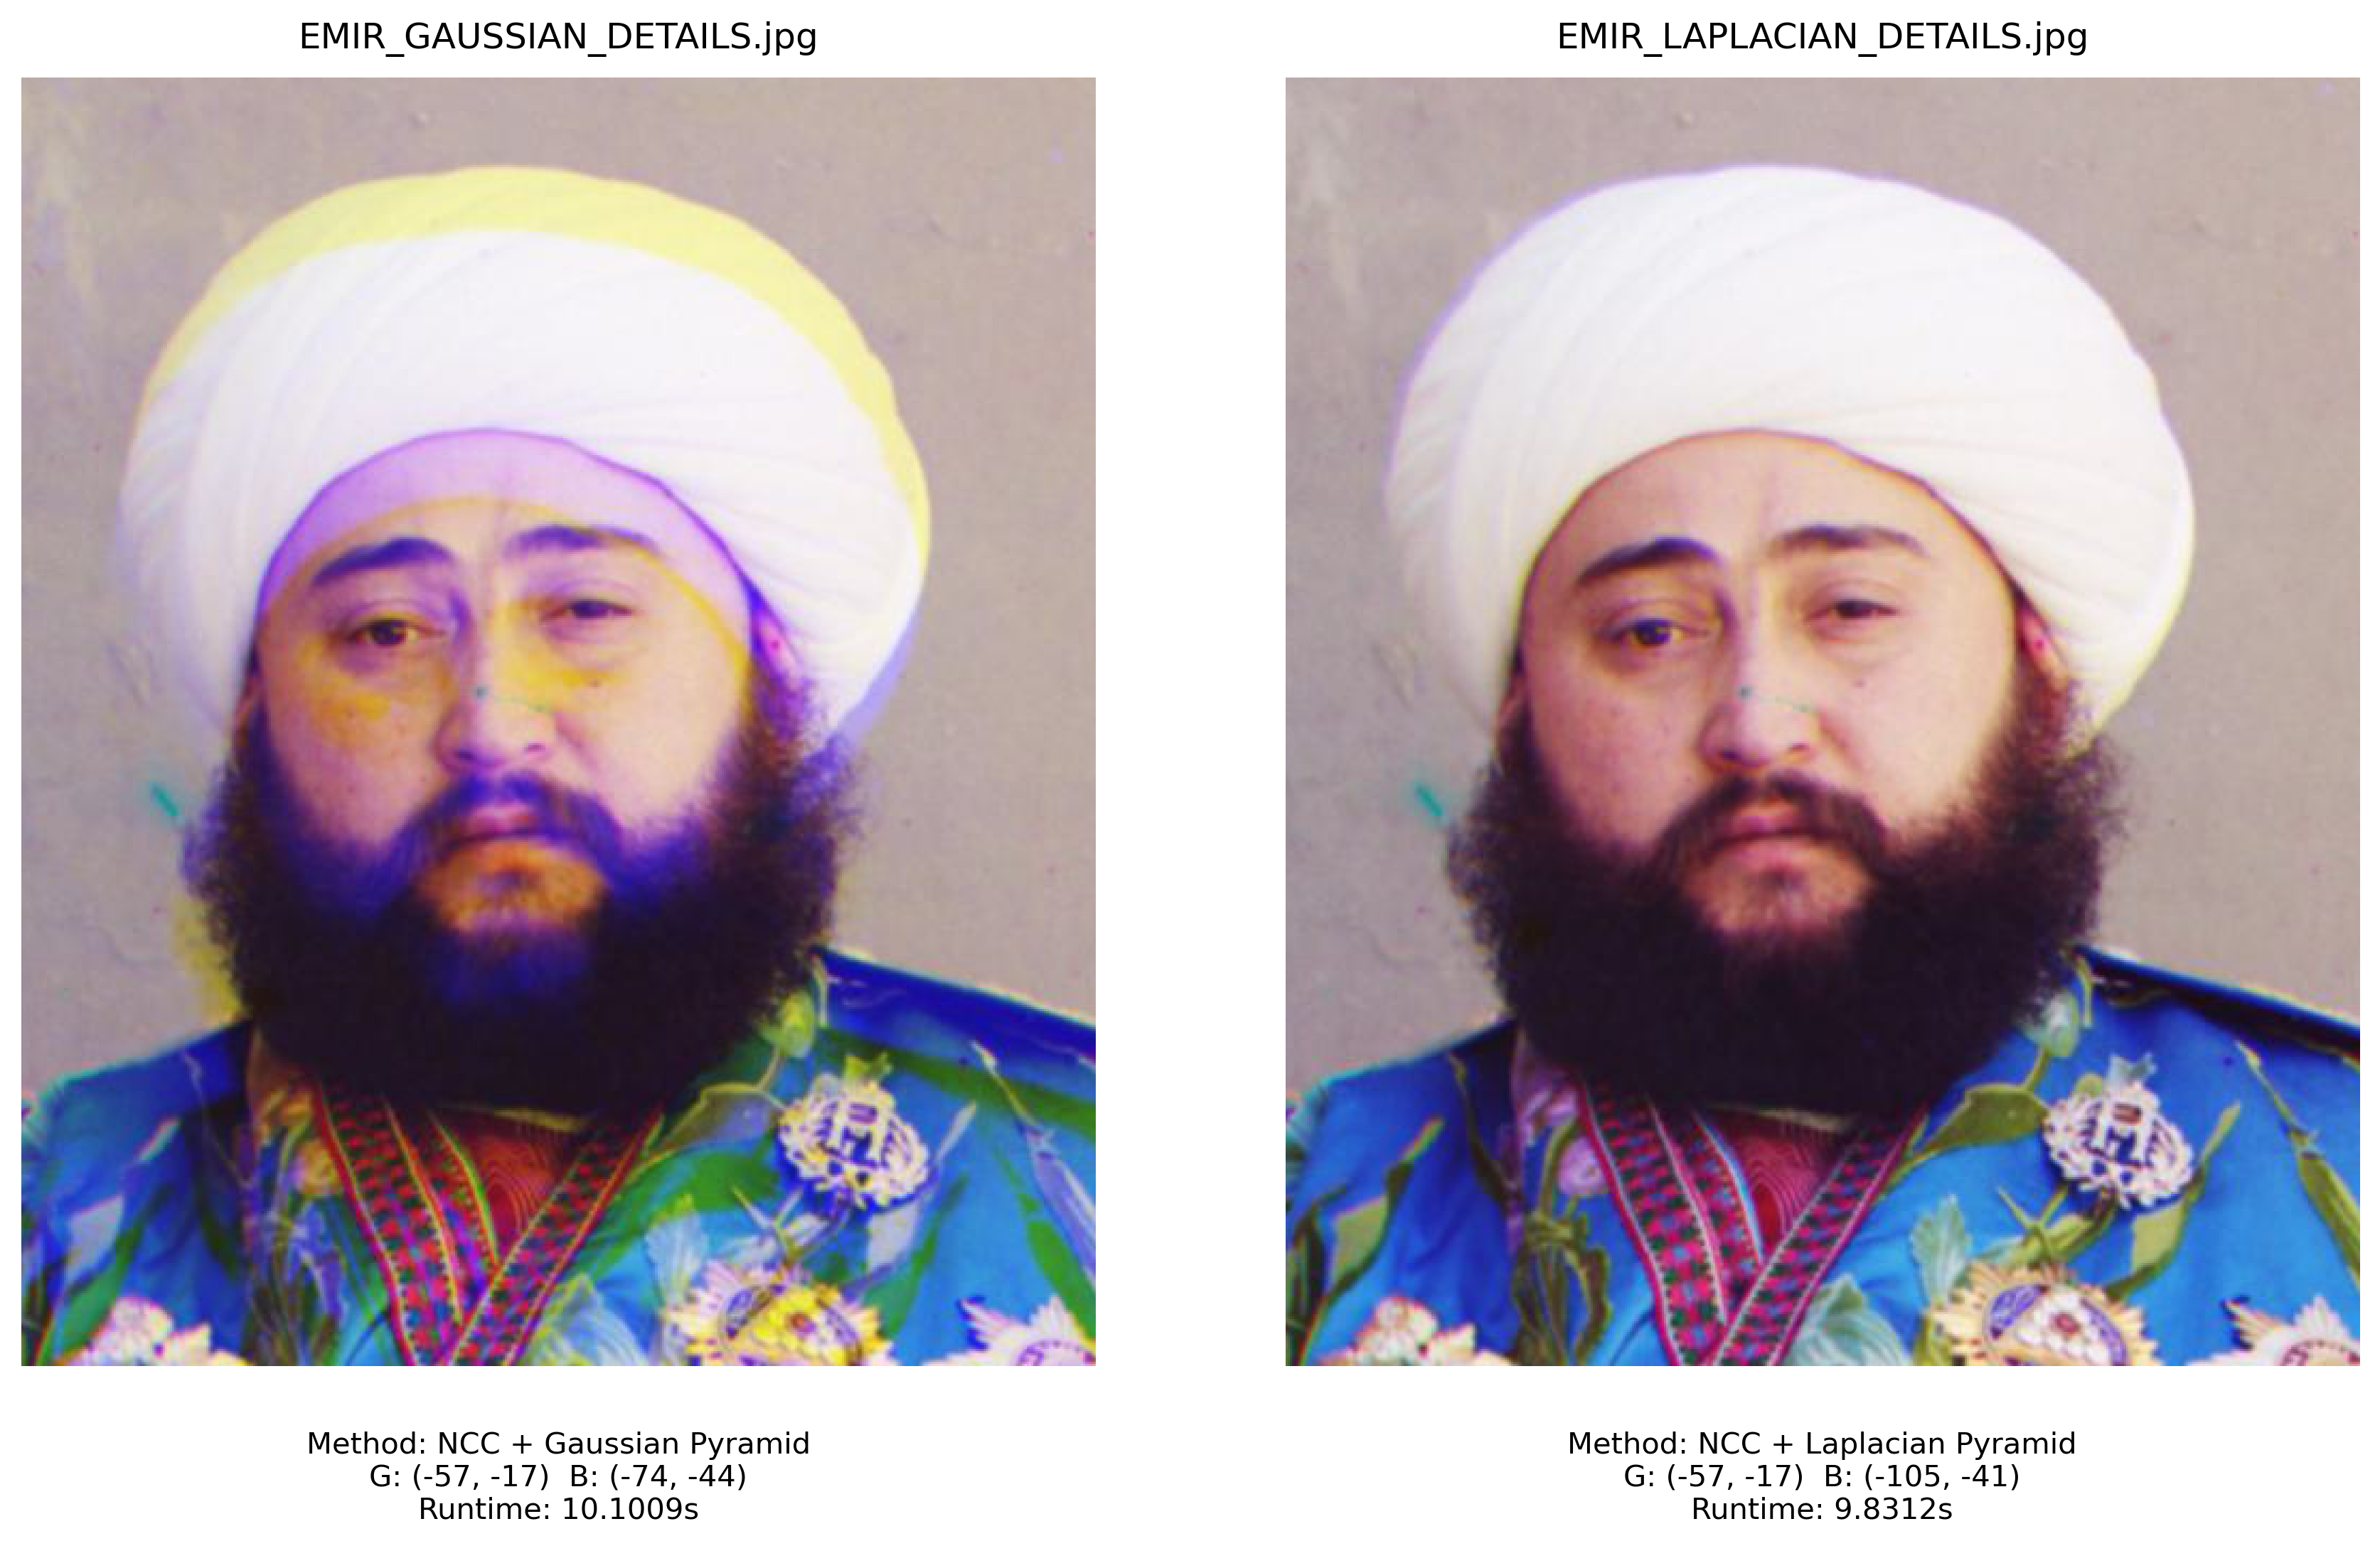 EMIR_GAUSSIAN_DETAILS.jpg
EMIR_LAPLACIAN_DETAILS.jpg
Method: NCC + Gaussian Pyramid
G: (-57, -17)  B: (-74, -44)
Runtime: 10.1009s
Method: NCC + Laplacian Pyramid
G: (-57, -17)  B: (-105, -41)
Runtime: 9.8312s